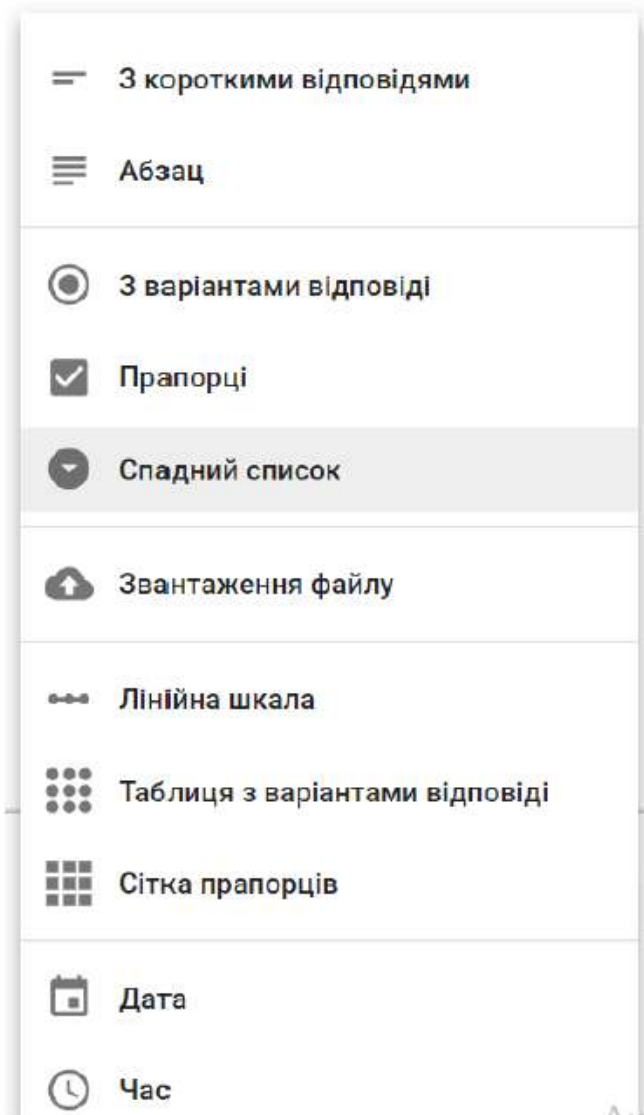 З короткими відповідями
Абзац
З варіантами відповіді
Прапорці
Спадний список
Звантаження файлу
Лінійна шкала
Таблиця з варіантами відповіді
Сітка прапорців
Дата
Час